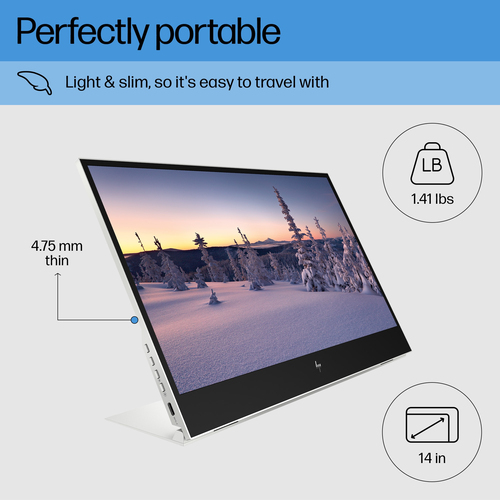 Perfectly portable
Light & slim, so it's easy to travel with
LB
1.41 lbs
4.75 mm
thin
hp
14 in